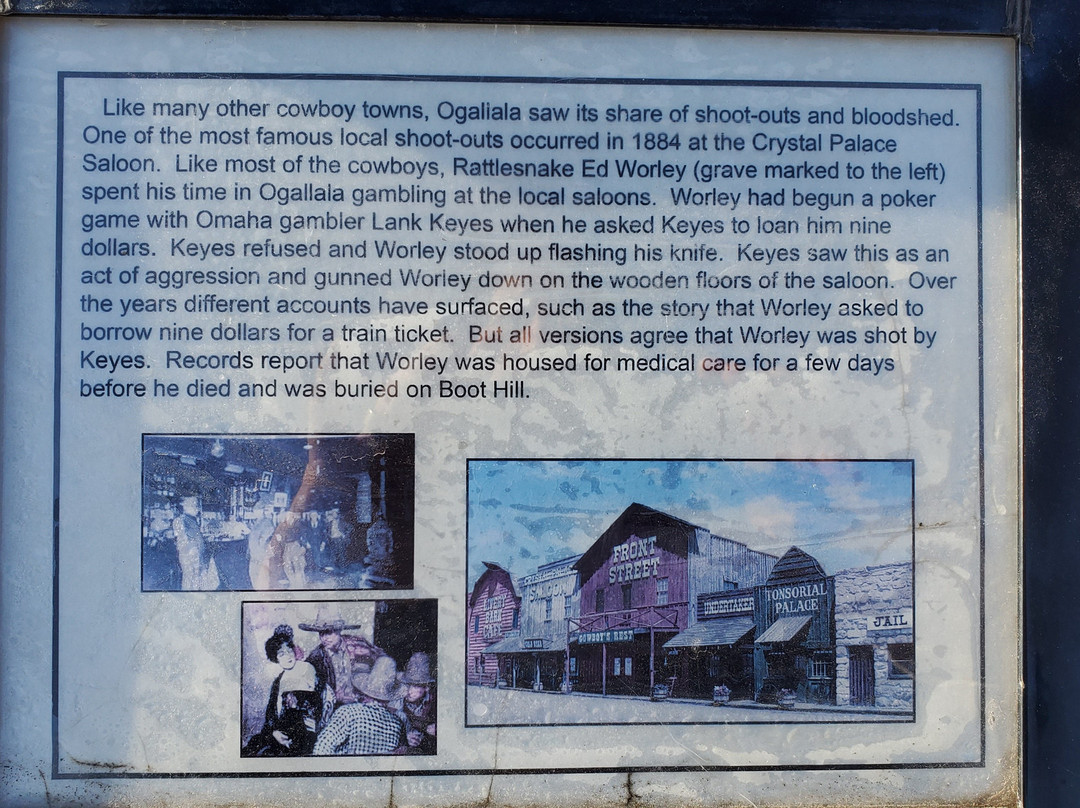 Like many other cowboy towns, Ogaliala saw its share of shoot-outs and bloodshed.
One of the most famous local shoot-outs occurred in 1884 at the Crystal Palace
Saloon. Like most of the cowboys, Rattlesnake Ed Worley (grave marked to the left)
spent his time in Ogallala gambling at the local saloons. Worley had begun a poker
game with Omaha gambler Lank Keyes when he asked Keyes to loan him nine
dollars. Keyes refused and Worley stood up flashing his knife. Keyes saw this as an
act of aggression and gunned Worley down on the wooden floors of the saloon. Over
the years different accounts have surfaced, such as the story that Worley asked to
borrow nine dollars for a train ticket. But all versions agree that Worley was shot by
Keyes. Records report that Worley was housed for medical care for a few days
before he died and was buried on Boot Hill.
FRONT
STREET
SALOON
COWBOY'S REST
UNDERTAKER
TONSORIAL
PALACE
JAIL